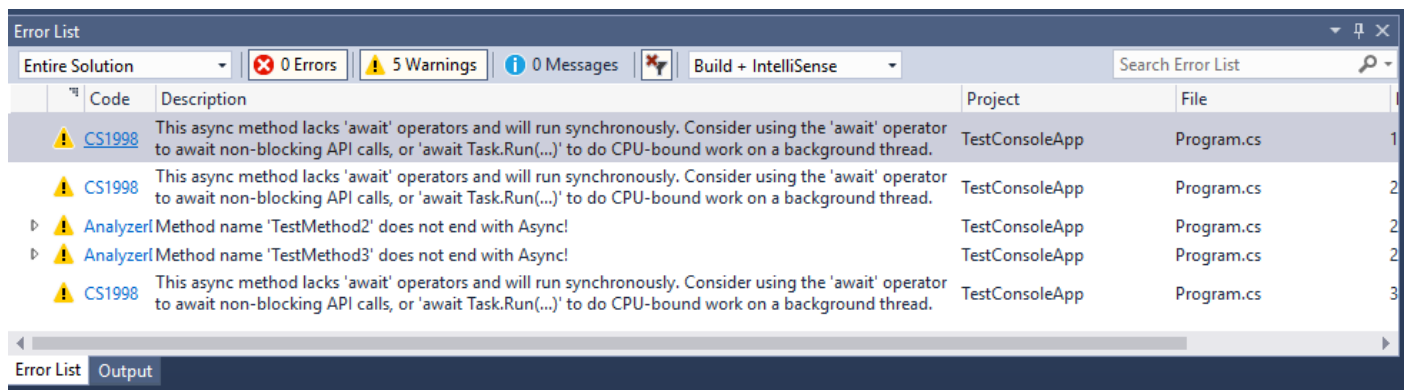 Error List
Entire Solution 0 Errors 5 Warnings 0 Messages Build + IntelliSense Search Error List
Code Description Project File
CS1998 This async method lacks 'await' operators and will run synchronously. Consider using the 'await' operator TestConsoleApp Program.cs 1
to await non-blocking API calls, or 'await Task.Run(...)' to do CPU-bound work on a background thread.
CS1998 This async method lacks 'await' operators and will run synchronously. Consider using the 'await' operator TestConsoleApp Program.cs 2
to await non-blocking API calls, or 'await Task.Run(...)' to do CPU-bound work on a background thread.
Analyzer Method name 'TestMethod2' does not end with Async! TestConsoleApp Program.cs 2
Analyzer Method name 'TestMethod3' does not end with Async! TestConsoleApp Program.cs 2
CS1998 This async method lacks 'await' operators and will run synchronously. Consider using the 'await' operator TestConsoleApp Program.cs 3
to await non-blocking API calls, or 'await Task.Run(...)' to do CPU-bound work on a background thread.
Error List Output